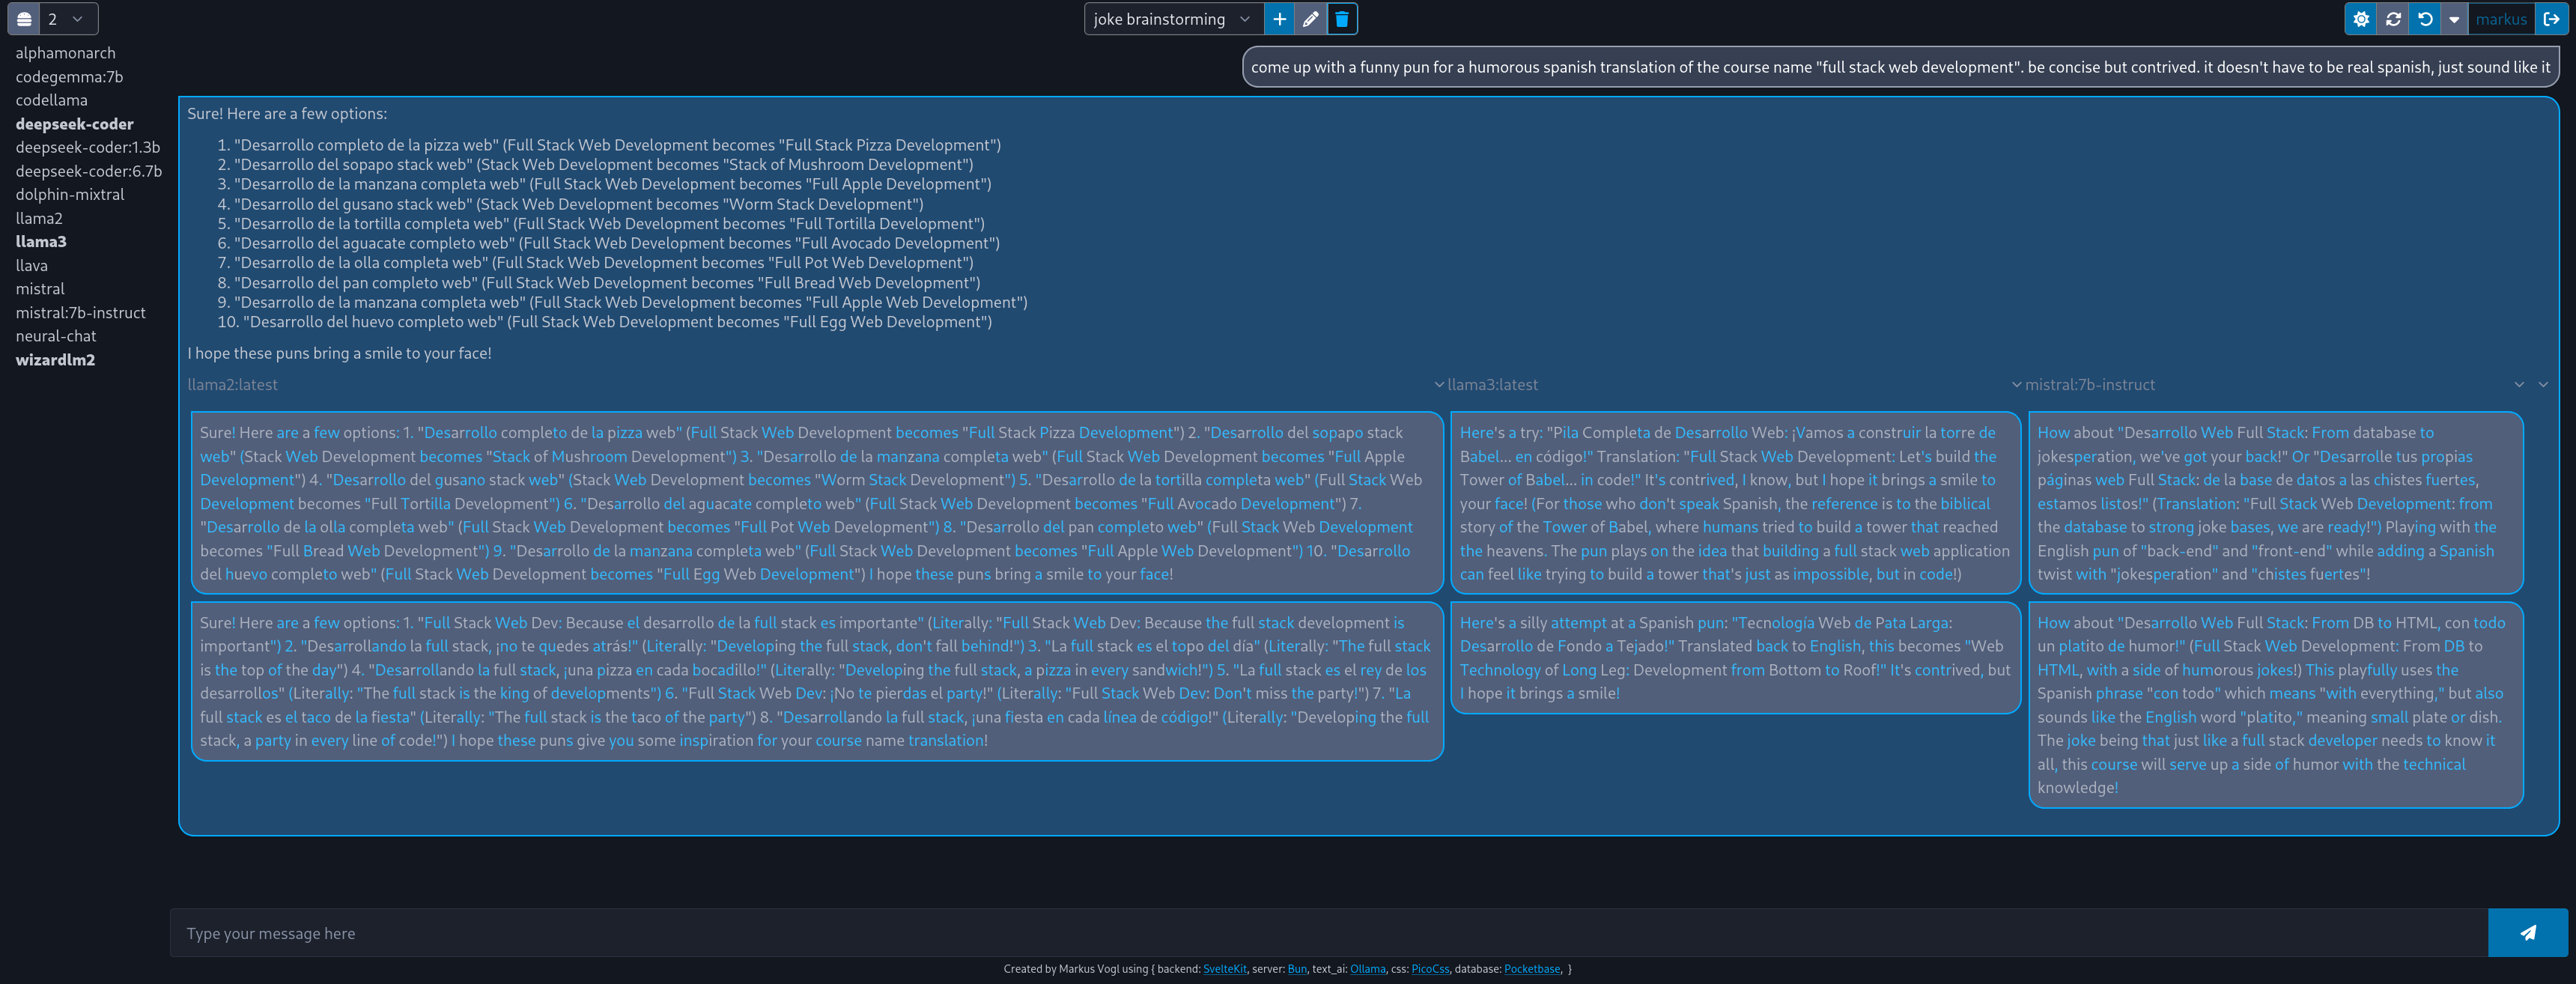 2
joke brainstorming
markus
alphamonarch
codegemma:7b
codellama
deepseek-coder
deepseek-coder:1.3b
deepseek-coder:6.7b
dolphin-mixtral
llama2
llama3
llava
mistral
mistral:7b-instruct
neural-chat
wizardlm2
come up with a funny pun for a humorous spanish translation of the course name "full stack web development". be concise but contrived. it doesn't have to be real spanish, just sound like it
Sure! Here are a few options:
1. "Desarrollo completo de la pizza web" (Full Stack Web Development becomes "Full Stack Pizza Development")
2. "Desarrollo del sopapo stack web" (Stack Web Development becomes "Stack of Mushroom Development")
3. "Desarrollo de la manzana completa web" (Full Stack Web Development becomes "Full Apple Development")
4. "Desarrollo del gusano stack web" (Stack Web Development becomes "Worm Stack Development")
5. "Desarrollo de la tortilla completa web" (Full Stack Web Development becomes "Full Tortilla Development")
6. "Desarrollo del aguacate completo web" (Full Stack Web Development becomes "Full Avocado Development")
7. "Desarrollo de la olla completa web" (Full Stack Web Development becomes "Full Pot Web Development")
8. "Desarrollo del pan completo web" (Full Stack Web Development becomes "Full Bread Web Development")
9. "Desarrollo de la manzana completa web" (Full Stack Web Development becomes "Full Apple Web Development")
10. "Desarrollo del huevo completo web" (Full Stack Web Development becomes "Full Egg Web Development")
I hope these puns bring a smile to your face!
llama2:latest
Sure! Here are a few options: 1. "Desarrollo completo de la pizza web" (Full Stack Web Development becomes "Full Stack Pizza Development") 2. "Desarrollo del sopapo stack
web" (Stack Web Development becomes "Stack of Mushroom Development") 3. "Desarrollo de la manzana completa web" (Full Stack Web Development becomes "Full Apple
Development") 4. "Desarrollo del gusano stack web" (Stack Web Development becomes "Worm Stack Development") 5. "Desarrollo de la tortilla completa web" (Full Stack Web
Development becomes "Full Tortilla Development") 6. "Desarrollo del aguacate completo web" (Full Stack Web Development becomes "Full Avocado Development") 7.
"Desarrollo de la olla completa web" (Full Stack Web Development becomes "Full Pot Web Development") 8. "Desarrollo del pan completo web" (Full Stack Web Development
becomes "Full Bread Web Development") 9. "Desarrollo de la manzana completa web" (Full Stack Web Development becomes "Full Apple Web Development") 10. "Desarrollo
del huevo completo web" (Full Stack Web Development becomes "Full Egg Web Development") I hope these puns bring a smile to your face!
Sure! Here are a few options: 1. "Full Stack Web Dev: Because el desarrollo de la full stack es importante" (Literally: "Full Stack Web Dev: Because the full stack development is
important") 2. "Desarrollando la full stack, ¡no te quedes atrás!" (Literally: "Developing the full stack, don't fall behind!") 3. "La full stack es el topo del día" (Literally: "The full stack
is the top of the day") 4. "Desarrollando la full stack, ¡una pizza en cada bocadillo!" (Literally: "Developing the full stack, a pizza in every sandwich!") 5. "La full stack es el rey de los
desarrollos" (Literally: "The full stack is the king of developments") 6. "Full Stack Web Dev: ¡No te pierdas el party!" (Literally: "Full Stack Web Dev: Don't miss the party!") 7. "La
full stack es el taco de la fiesta" (Literally: "The full stack is the taco of the party") 8. "Desarrollando la full stack, ¡una fiesta en cada línea de código!" (Literally: "Developing the full
stack, a party in every line of code!") I hope these puns give you some inspiration for your course name translation!
llama3:latest
Here's a try: "Pila Completa de Desarrollo Web: ¡Vamos a construir la torre de
Babel... en código!" Translation: "Full Stack Web Development: Let's build the
Tower of Babel... in code!" It's contrived, I know, but I hope it brings a smile to
your face! (For those who don't speak Spanish, the reference is to the biblical
story of the Tower of Babel, where humans tried to build a tower that reached
the heavens. The pun plays on the idea that building a full stack web application
can feel like trying to build a tower that's just as impossible, but in code!)
Here's a silly attempt at a Spanish pun: "Tecnología Web de Pata Larga:
Desarrollo de Fondo a Tejado!" Translated back to English, this becomes "Web
Technology of Long Leg: Development from Bottom to Roof!" It's contrived, but
I hope it brings a smile!
mistral:7b-instruct
How about "Desarrollo Web Full Stack: From database to
jokesperation, we've got your back!" Or "Desarrolle tus propias
páginas web Full Stack: de la base de datos a las chistes fuertes,
estamos listos!" (Translation: "Full Stack Web Development: from
the database to strong joke bases, we are ready!") Playing with the
English pun of "back-end" and "front-end" while adding a Spanish
twist with "jokesperation" and "chistes fuertes"!
How about "Desarrollo Web Full Stack: From DB to HTML, con todo
un platito de humor!" (Full Stack Web Development: From DB to
HTML, with a side of humorous jokes!) This playfully uses the
Spanish phrase "con todo" which means "with everything," but also
sounds like the English word "platito," meaning small plate or dish.
The joke being that just like a full stack developer needs to know it
all, this course will serve up a side of humor with the technical
knowledge!
Type your message here
Created by Markus Vogl using { backend: SvelteKit, server: Bun, text_ai: Ollama, css: PicoCss, database: Pocketbase, }